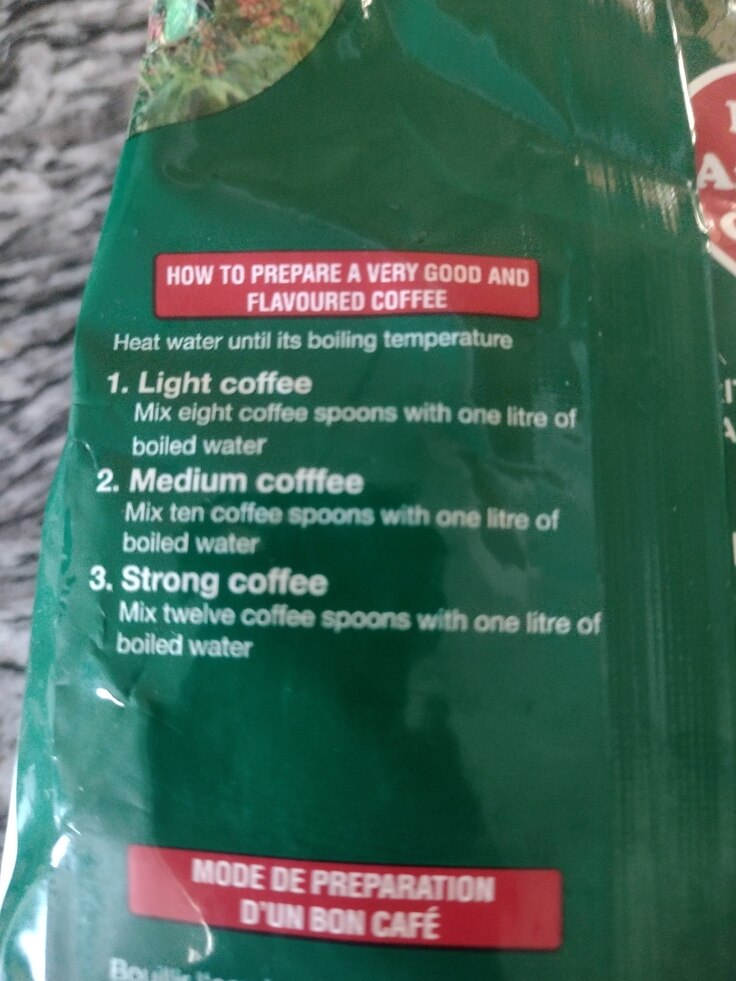 HOW TO PREPARE A VERY GOOD AND
FLAVOURED COFFEE
Heat water until its boiling temperature
1. Light coffee
Mix eight coffee spoons with one litre of
boiled water
2. Medium cofffee
Mix ten coffee spoons with one litre of
boiled water
3. Strong coffee
Mix twelve coffee spoons with one litre of
boiled water
MODE DE PREPARATION
D'UN BON CAFÉ